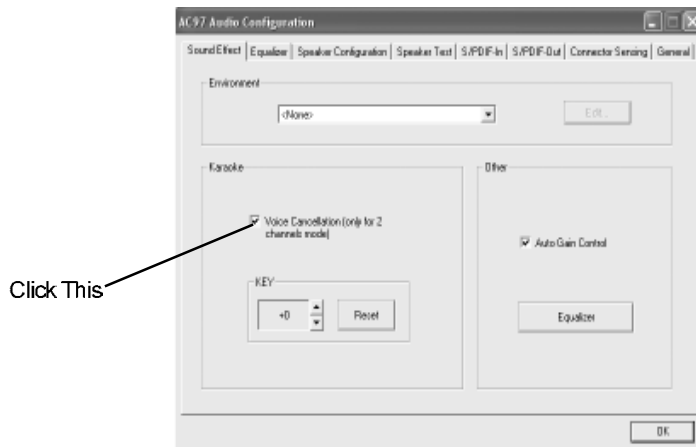 AC97 Audio Configuration
Sound Effect Equalizer Speaker Configuration Speaker Test S/PDIF-In S/PDIF-Out Connector Sensing General
Environment
<None>
Edit..
Karaoke
Other
Voice Cancellation (only for 2
channels mode)
Auto Gain Control
Click This
KEY
+0
Reset
Equalizer
OK